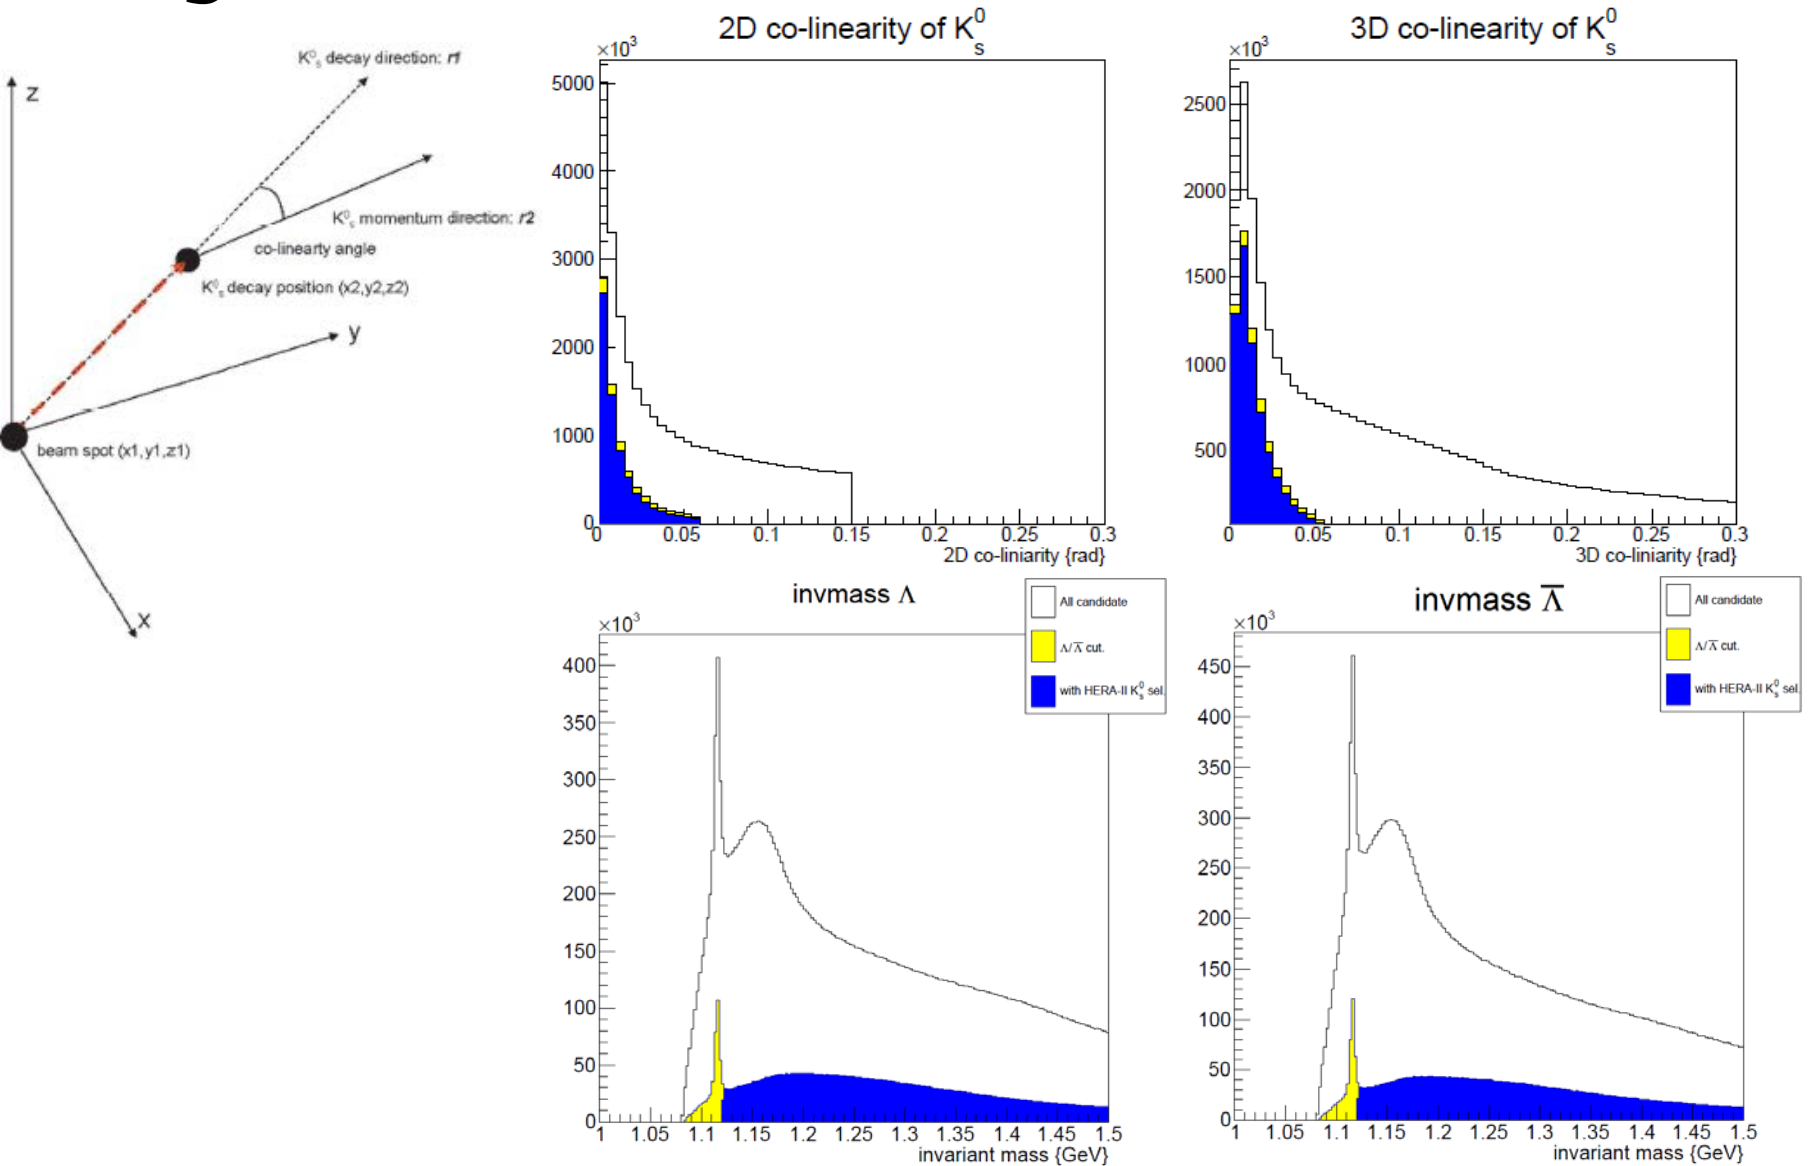 2D co-linearity of K⁰s
3D co-linearity of K⁰s
K⁰s decay direction: r1
z
K⁰s momentum direction: r2
co-linearty angle
K⁰s decay position (x2,y2,z2)
y
beam spot (x1,y1,z1)
x
×10³
5000
4000
3000
2000
1000
0
0 0.05 0.1 0.15 0.2 0.25 0.3
2D co-liniarity {rad}
×10³
2500
2000
1500
1000
500
0 0.05 0.1 0.15 0.2 0.25 0.3
3D co-liniarity {rad}
invmass Λ
All candidate
Λ/Λ̅ cut.
with HERA-II K⁰s sel.
×10³
400
350
300
250
200
150
100
50
0
1 1.05 1.1 1.15 1.2 1.25 1.3 1.35 1.4 1.45 1.5
invariant mass {GeV}
invmass Λ̅
All candidate
Λ/Λ̅ cut.
with HERA-II K⁰s sel.
×10³
450
400
350
300
250
200
150
100
50
0
1 1.05 1.1 1.15 1.2 1.25 1.3 1.35 1.4 1.45 1.5
invariant mass {GeV}